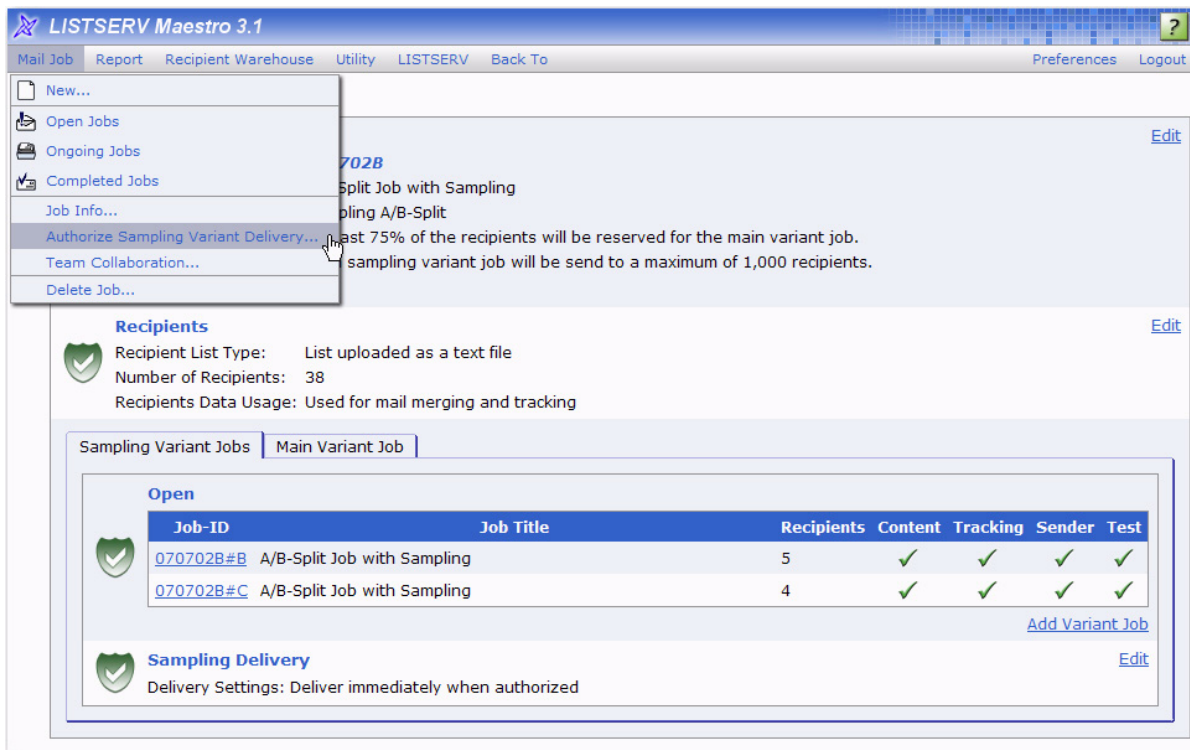 LISTSERV Maestro 3.1
?
Mail Job Report Recipient Warehouse Utility LISTSERV Back To Preferences Logout
New...
Open Jobs
Edit
Ongoing Jobs
702B
Completed Jobs
Split Job with Sampling
Job Info...
pling A/B-Split
Authorize Sampling Variant Delivery...
ast 75% of the recipients will be reserved for the main variant job.
Team Collaboration...
sampling variant job will be send to a maximum of 1,000 recipients.
Delete Job...
Recipients Edit
Recipient List Type: List uploaded as a text file
Number of Recipients: 38
Recipients Data Usage: Used for mail merging and tracking
Sampling Variant Jobs Main Variant Job
Open
Job-ID Job Title Recipients Content Tracking Sender Test
070702B#B A/B-Split Job with Sampling 5
070702B#C A/B-Split Job with Sampling 4
Add Variant Job
Sampling Delivery Edit
Delivery Settings: Deliver immediately when authorized